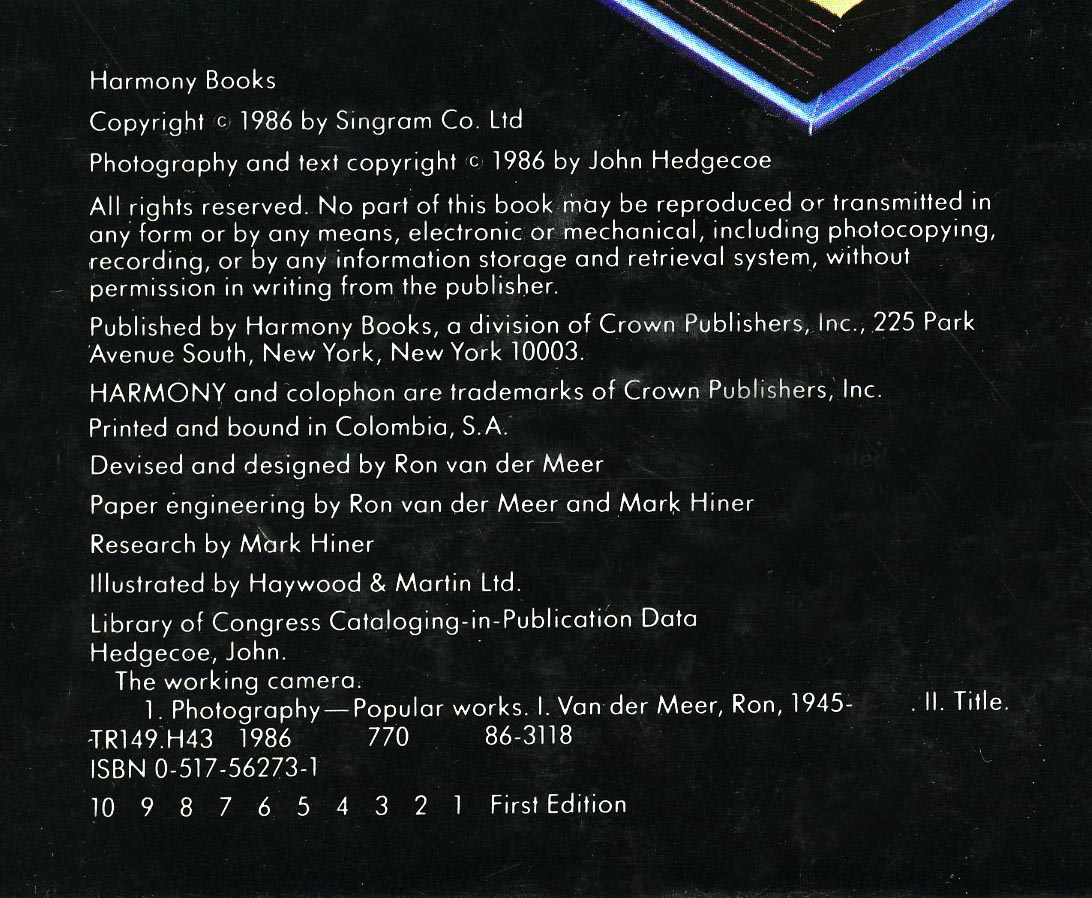 Harmony Books
Copyright © 1986 by Singram Co. Ltd
Photography and text copyright © 1986 by John Hedgecoe
All rights reserved. No part of this book may be reproduced or transmitted in
any form or by any means, electronic or mechanical, including photocopying,
recording, or by any information storage and retrieval system, without
permission in writing from the publisher.
Published by Harmony Books, a division of Crown Publishers, Inc., 225 Park
Avenue South, New York, New York 10003.
HARMONY and colophon are trademarks of Crown Publishers, Inc.
Printed and bound in Colombia, S.A.
Devised and designed by Ron van der Meer
Paper engineering by Ron van der Meer and Mark Hiner
Research by Mark Hiner
Illustrated by Haywood & Martin Ltd.
Library of Congress Cataloging-in-Publication Data
Hedgecoe, John.
The working camera.
1. Photography—Popular works. I. Van der Meer, Ron, 1945- . II. Title.
TR149.H43 1986 770 86-3118
ISBN 0-517-56273-1
10 9 8 7 6 5 4 3 2 1 First Edition